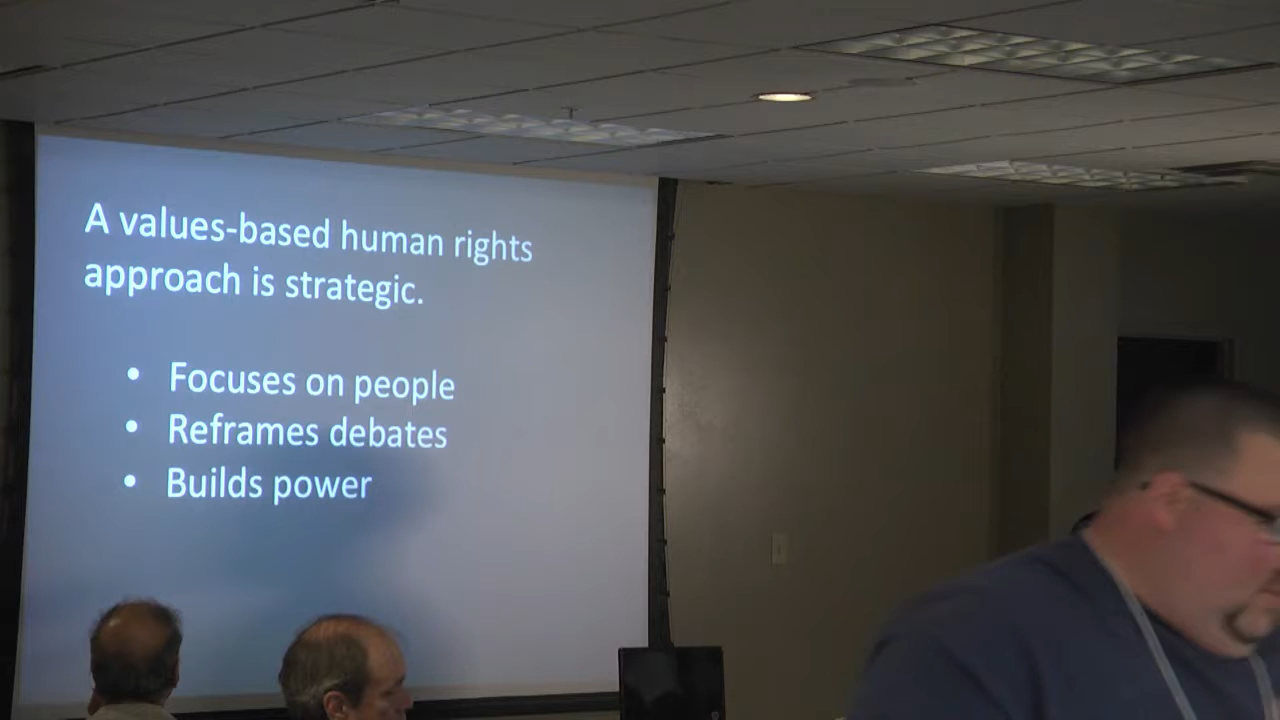 A values-based human rights
approach is strategic.
• Focuses on people
• Reframes debates
• Builds power